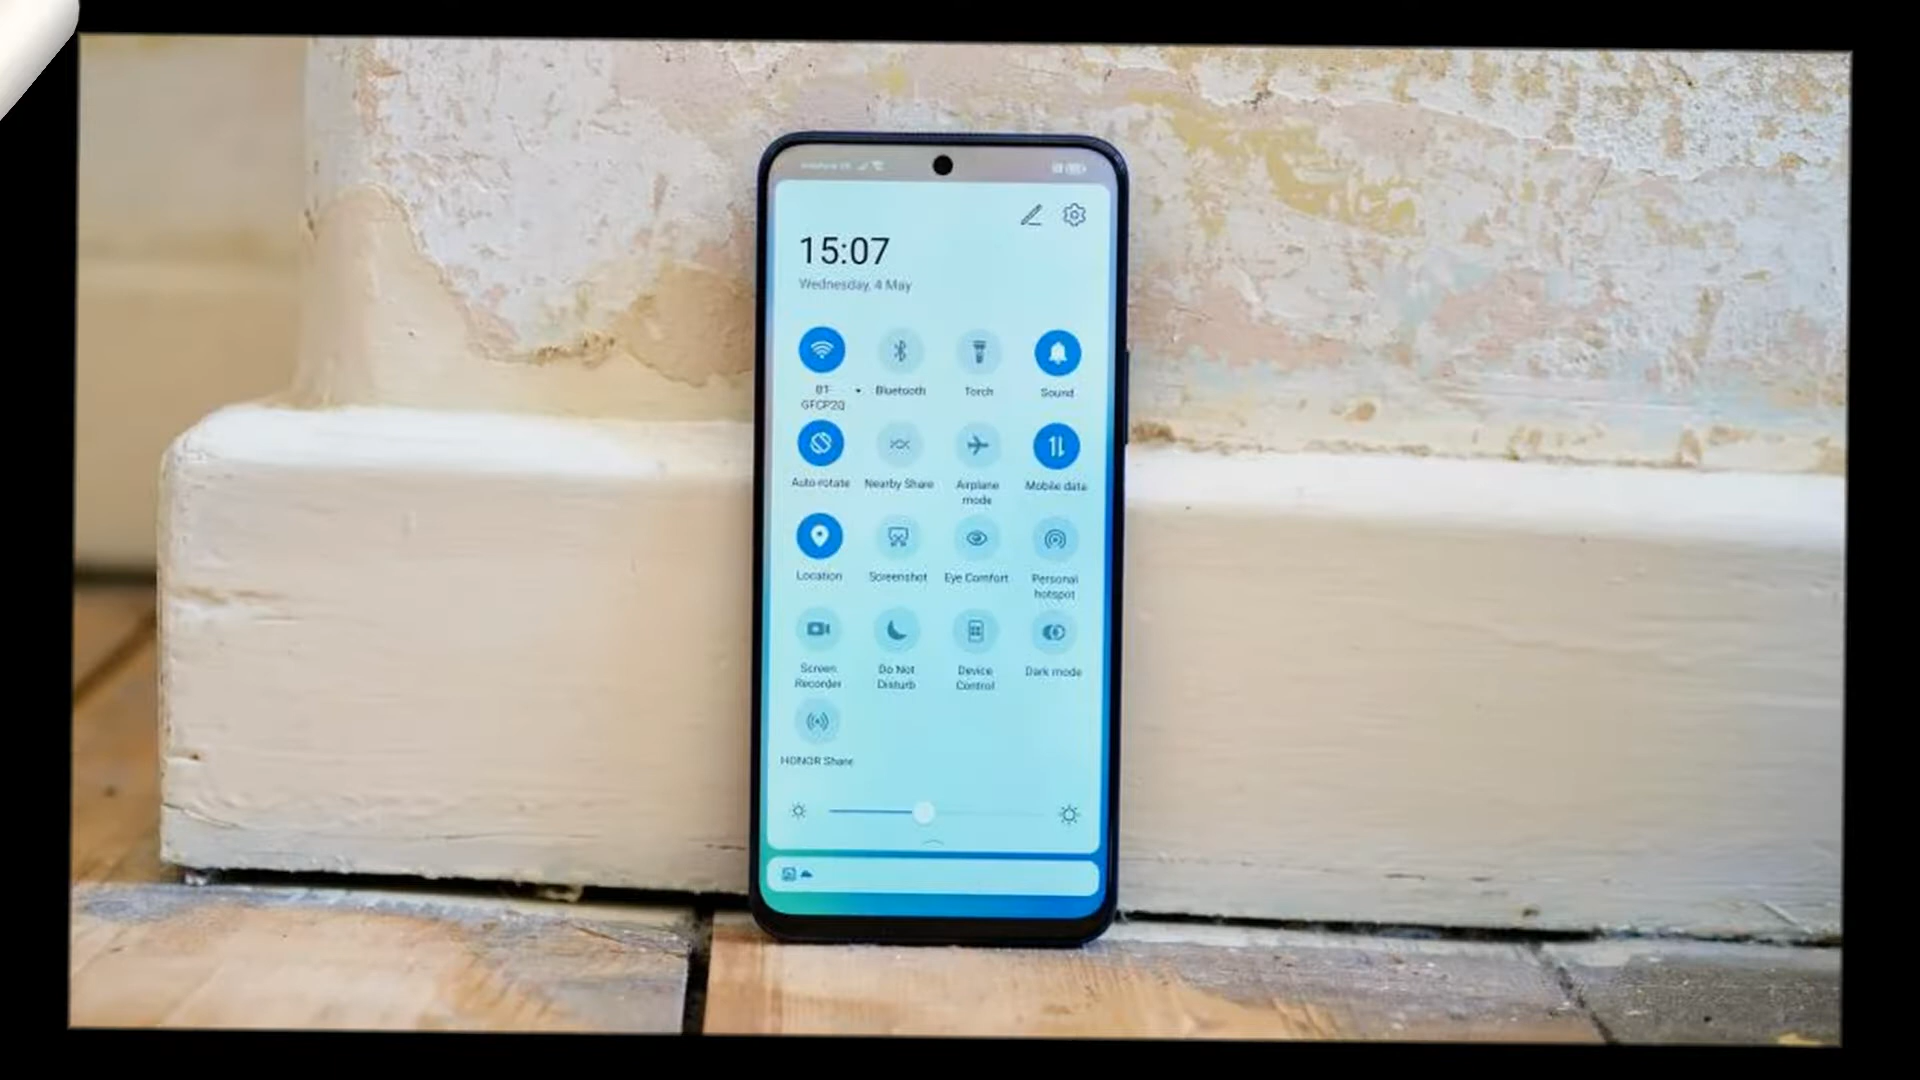 15:07
Wednesday, 4 May
BT-
GFCP2Q
Bluetooth
Torch
Sound
Auto-rotate
Nearby Share
Airplane
mode
Mobile data
Location
Screenshot
Eye Comfort
Personal
hotspot
Screen
Recorder
Do Not
Disturb
Device
Control
Dark mode
HONOR Share